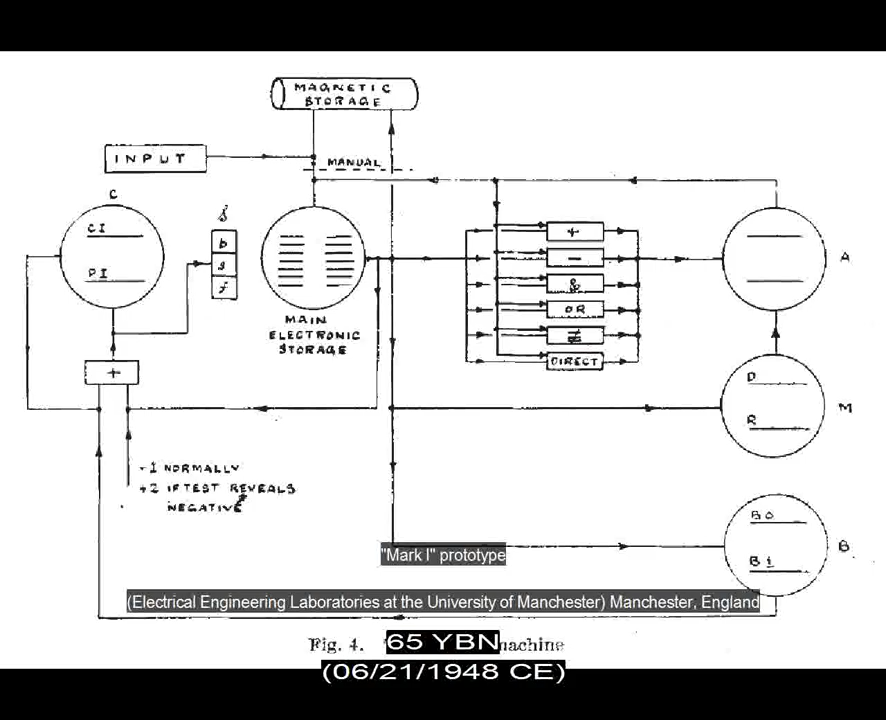 MAGNETIC
STORAGE
INPUT
MANUAL
C
CI
PI
S
b
s
f
MAIN
ELECTRONIC
STORAGE
+
-
&
OR
≢
DIRECT
A
D
R
M
+
-1 NORMALLY
+2 IF TEST REVEALS
NEGATIVE
B0
B1
B
"Mark I" prototype
(Electrical Engineering Laboratories at the University of Manchester) Manchester, England
Fig. 4. machine
65 YBN
(06/21/1948 CE)